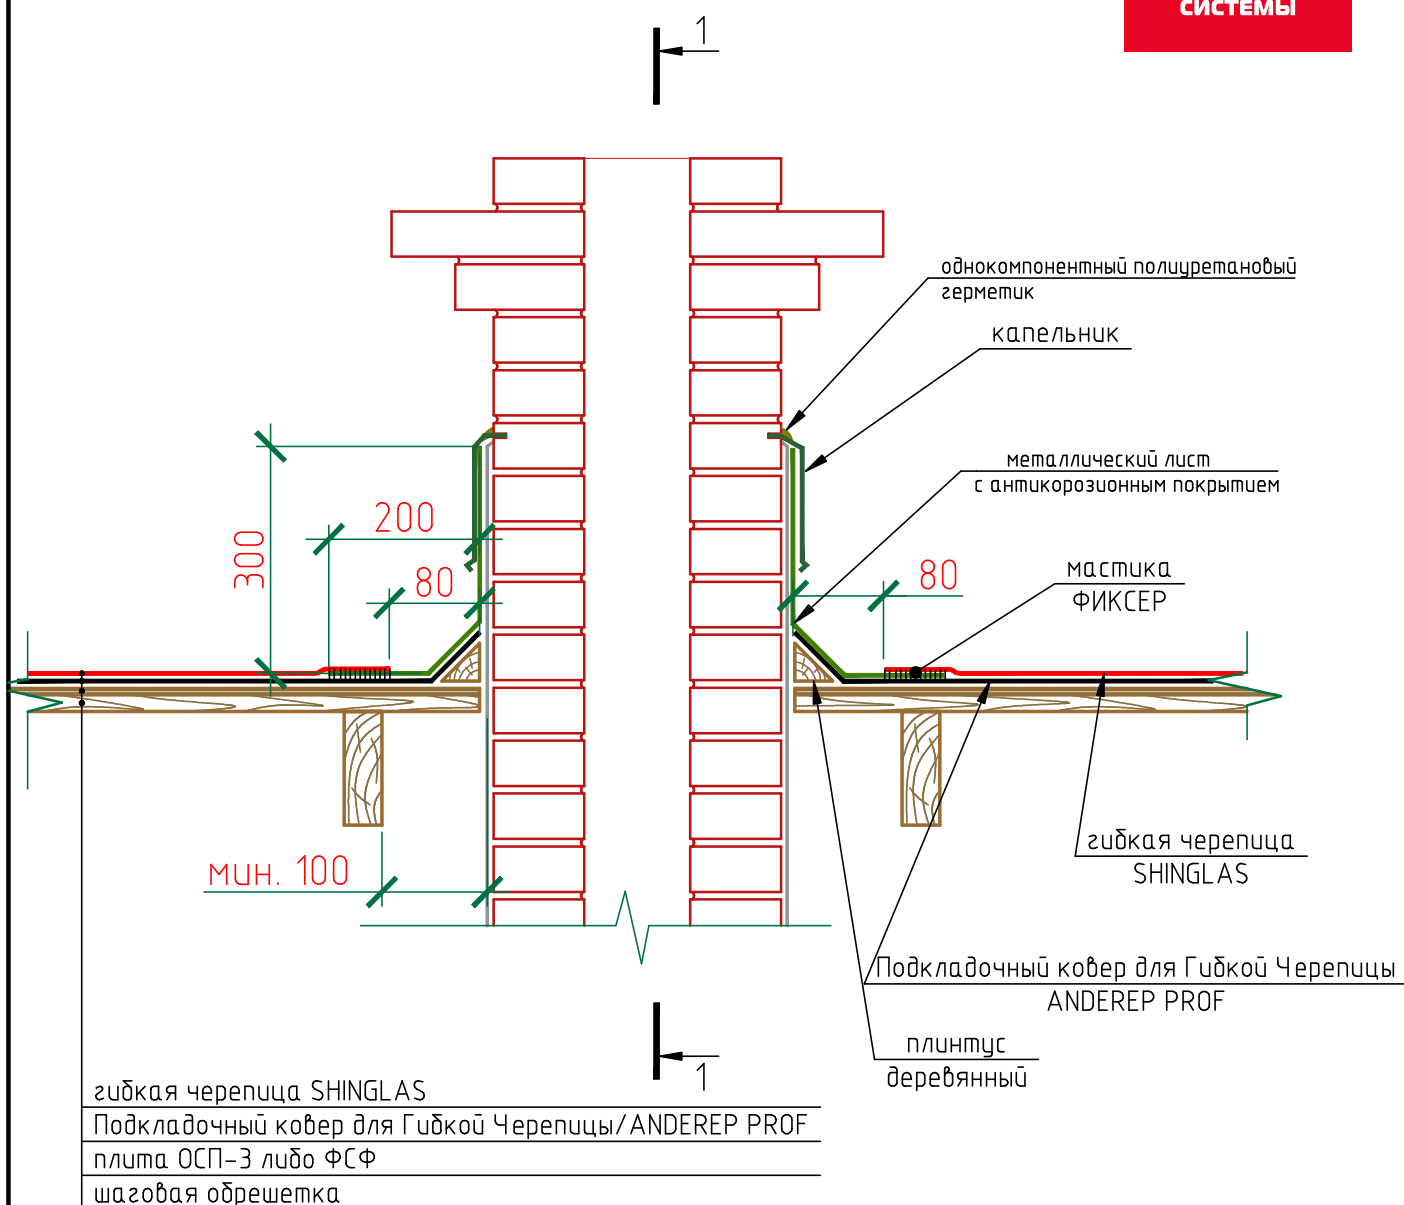 СИСТЕМЫ
1
однокомпонентный полиуретановый
герметик
капельник
металлический лист
с антикорозионным покрытием
200
300
80
80
мастика
ФИКСЕР
гибкая черепица
SHINGLAS
мин. 100
Подкладочный ковер для Гибкой Черепицы
ANDEREP PROF
плинтус
деревянный
1
гибкая черепица SHINGLAS
Подкладочный ковер для Гибкой Черепицы/ANDEREP PROF
плита ОСП-3 либо ФСФ
шаговая обрешетка